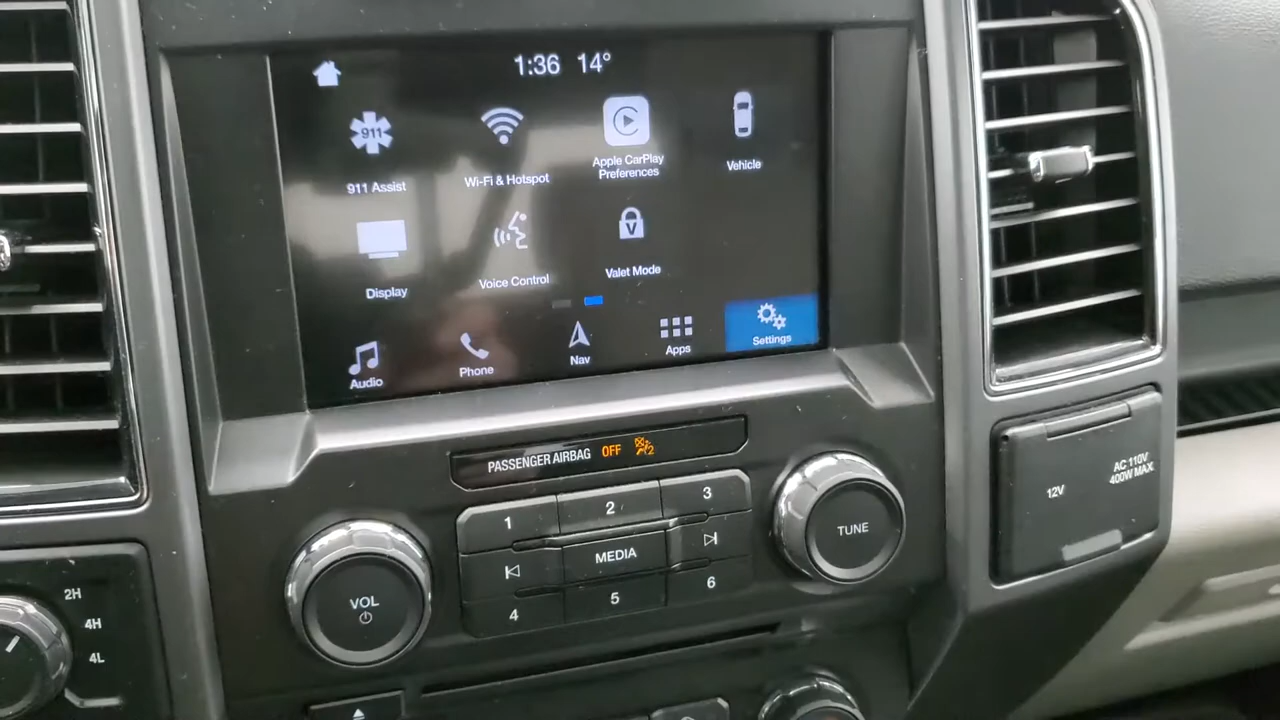 1:36 14°
911
911 Assist
Wi-Fi & Hotspot
Apple CarPlay
Preferences
Vehicle
Display
Voice Control
V
Valet Mode
Audio
Phone
Nav
Apps
Settings
PASSENGER AIRBAG OFF 2
1
2
3
MEDIA
4
5
6
VOL
TUNE
12V
AC 110V
400W MAX
2H
4H
4L